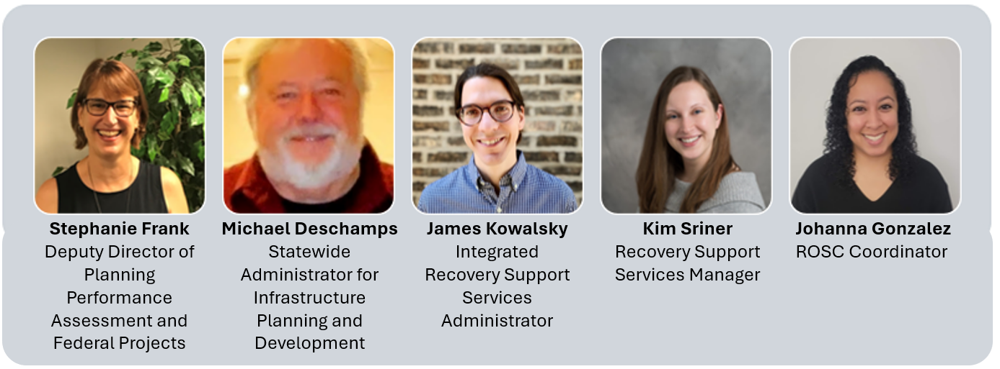 Stephanie Frank
Deputy Director of
Planning
Performance
Assessment and
Federal Projects
Michael Deschamps
Statewide
Administrator for
Infrastructure
Planning and
Development
James Kowalsky
Integrated
Recovery Support
Services
Administrator
Kim Sriner
Recovery Support
Services Manager
Johanna Gonzalez
ROSC Coordinator